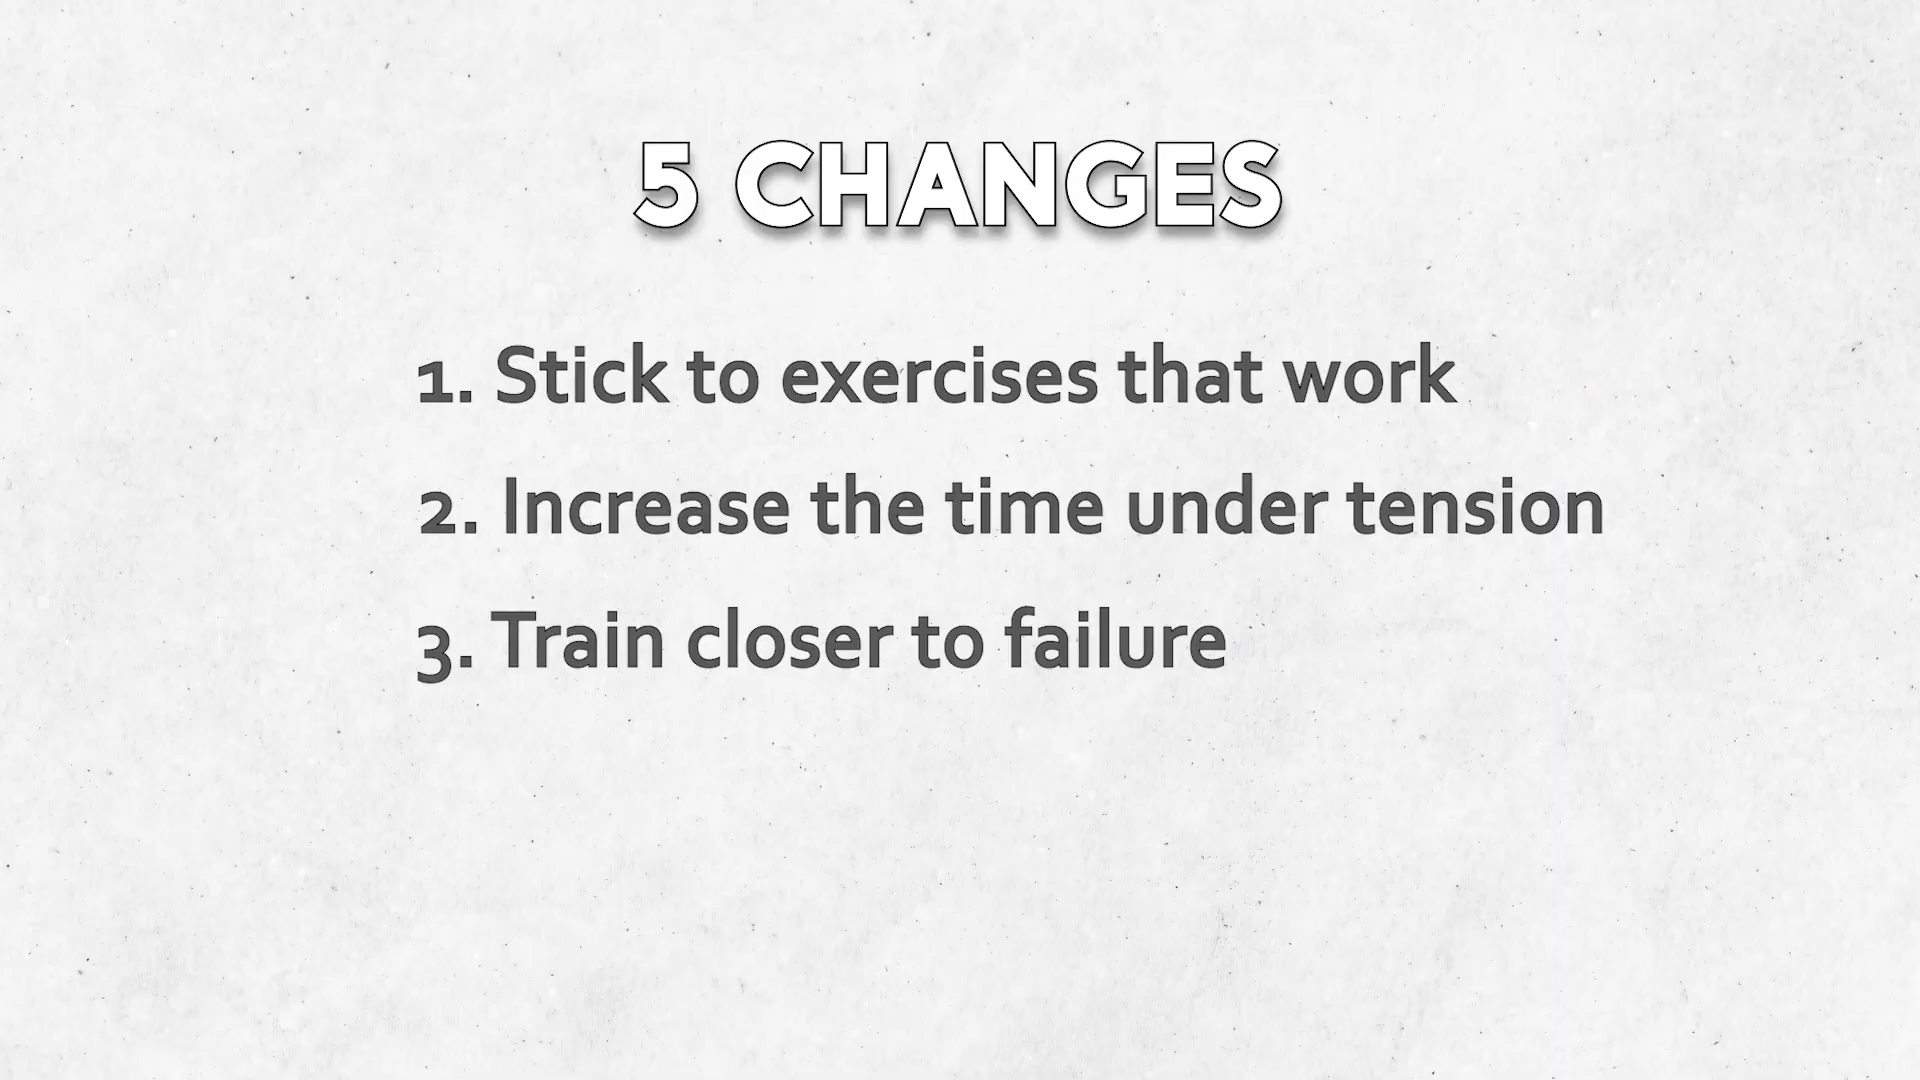 5 CHANGES
1. Stick to exercises that work
2. Increase the time under tension
3. Train closer to failure